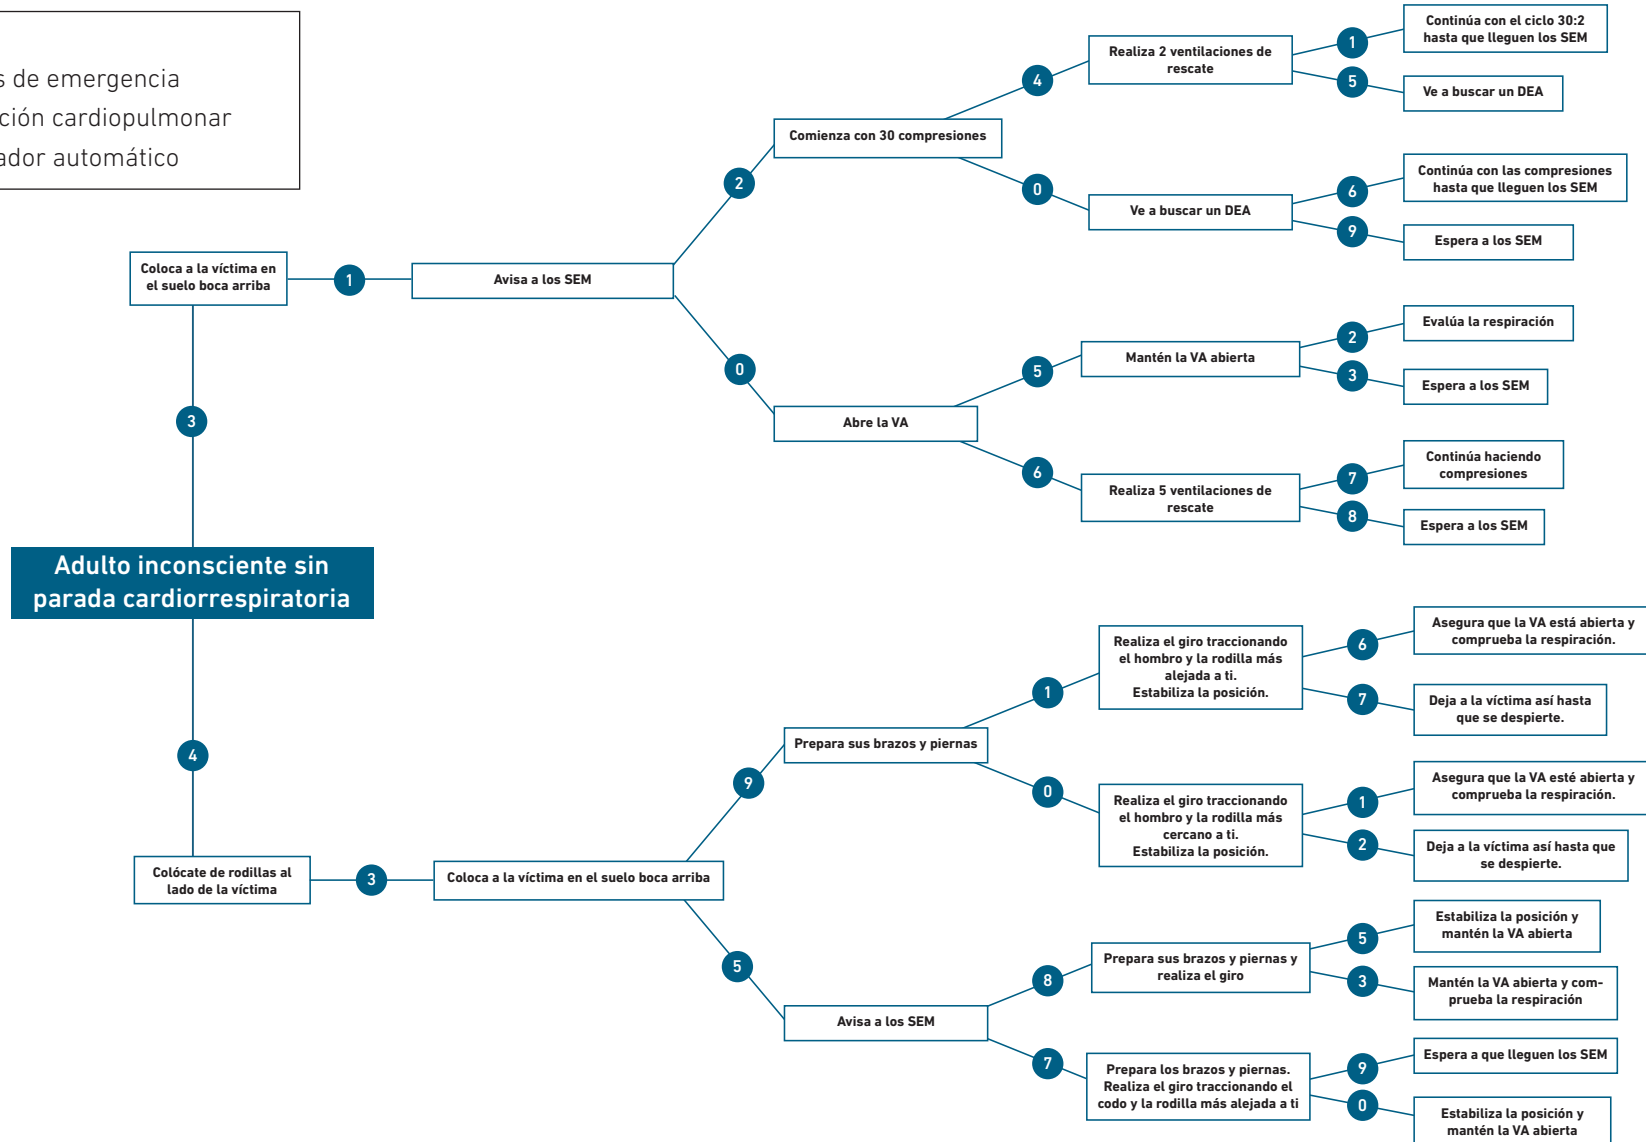 s de emergencia
ción cardiopulmonar
ador automático
Adulto inconsciente sin
parada cardiorrespiratoria
3
Coloca a la víctima en
el suelo boca arriba
1
Avisa a los SEM
2
Comienza con 30 compresiones
4
Realiza 2 ventilaciones de
rescate
1
Continúa con el ciclo 30:2
hasta que lleguen los SEM
5
Ve a buscar un DEA
0
Ve a buscar un DEA
6
Continúa con las compresiones
hasta que lleguen los SEM
9
Espera a los SEM
0
Abre la VA
5
Mantén la VA abierta
2
Evalúa la respiración
3
Espera a los SEM
6
Realiza 5 ventilaciones de
rescate
7
Continúa haciendo
compresiones
8
Espera a los SEM
4
Colócate de rodillas al
lado de la víctima
3
Coloca a la víctima en el suelo boca arriba
9
Prepara sus brazos y piernas
1
Realiza el giro traccionando
el hombro y la rodilla más
alejada a ti.
Estabiliza la posición.
6
Asegura que la VA está abierta y
comprueba la respiración.
7
Deja a la víctima así hasta
que se despierte.
0
Realiza el giro traccionando
el hombro y la rodilla más
cercano a ti.
Estabiliza la posición.
1
Asegura que la VA esté abierta y
comprueba la respiración.
2
Deja a la víctima así hasta que
se despierte.
5
Avisa a los SEM
8
Prepara sus brazos y piernas y
realiza el giro
5
Estabiliza la posición y
mantén la VA abierta
3
Mantén la VA abierta y com-
prueba la respiración
7
Prepara los brazos y piernas.
Realiza el giro traccionando el
codo y la rodilla más alejada a ti
9
Espera a que lleguen los SEM
0
Estabiliza la posición y
mantén la VA abierta